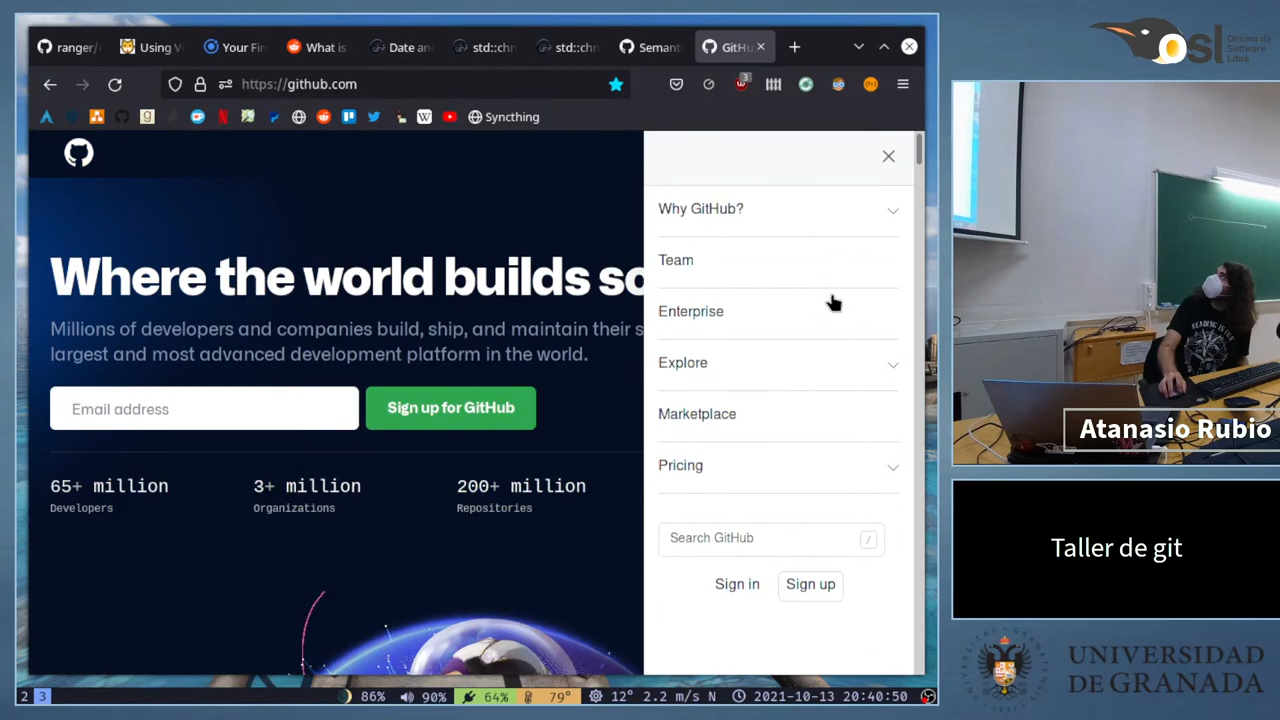 ranger/
Using Vi
Your Fir
What is
Date an
std::chr
std::chr
Semant
GitHu
https://github.com
3
Syncthing
Where the world builds so
Millions of developers and companies build, ship, and maintain their s
largest and most advanced development platform in the world.
Email address
Sign up for GitHub
65+ million
3+ million
200+ million
Developers
Organizations
Repositories
Why GitHub?
Team
Enterprise
Explore
Marketplace
Pricing
Search GitHub
/
Sign in
Sign up
2 3
86%
90%
64%
79°
12° 2.2 m/s N
2021-10-13 20:40:50
osl
Oficina de
Software
Libre
READING IS
Atanasio Rubio
Taller de git
UNIVERSIDAD
DE GRANADA